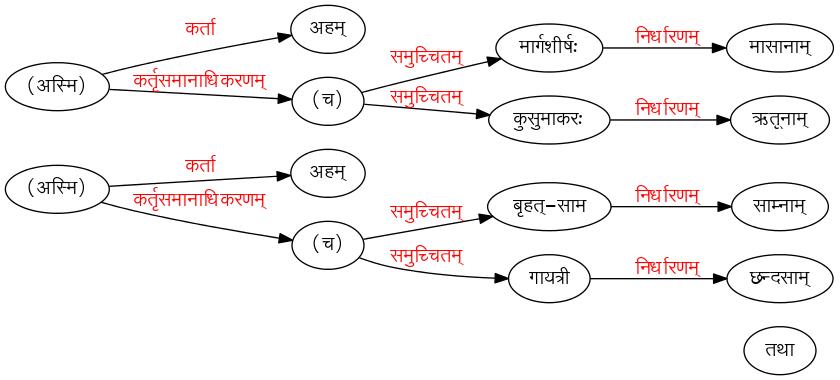 कर्ता अहम् निर्धारणम्
समुच्चितम् मार्गशीर्षः मासानाम्
(अस्मि) कर्तृसमानाधिकरणम्
(च) समुच्चितम् निर्धारणम्
कुसुमाकरः ऋतूनाम्
कर्ता अहम्
(अस्मि) कर्तृसमानाधिकरणम् निर्धारणम्
समुच्चितम् बृहत्-साम साम्नाम्
(च) समुच्चितम् निर्धारणम्
गायत्री छन्दसाम्
तथा